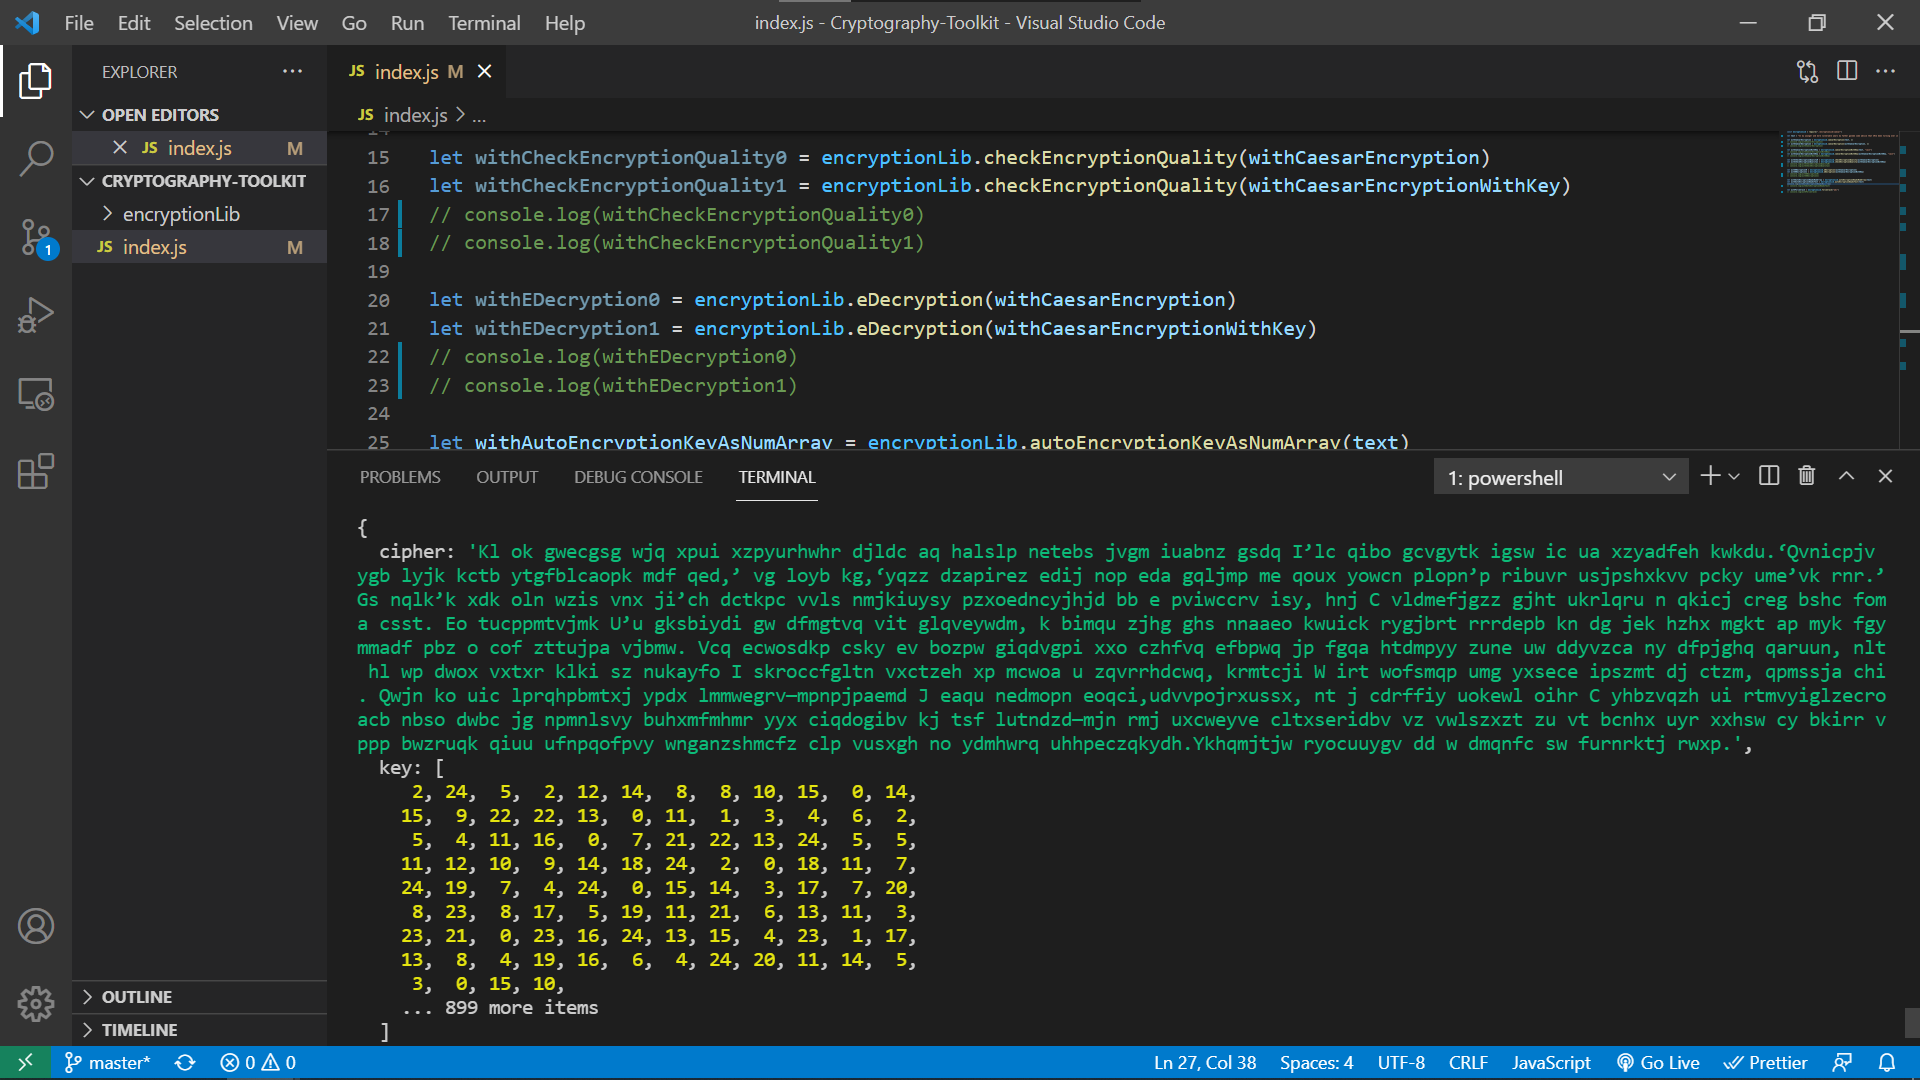 File Edit Selection View Go Run Terminal Help
index.js - Cryptography-Toolkit - Visual Studio Code
EXPLORER
OPEN EDITORS
JS index.js M
CRYPTOGRAPHY-TOOLKIT
encryptionLib
JS index.js M
OUTLINE
TIMELINE
JS index.js M
JS index.js > ...
14
15 let withCheckEncryptionQuality0 = encryptionLib.checkEncryptionQuality(withCaesarEncryption)
16 let withCheckEncryptionQuality1 = encryptionLib.checkEncryptionQuality(withCaesarEncryptionWithKey)
17 // console.log(withCheckEncryptionQuality0)
18 // console.log(withCheckEncryptionQuality1)
19
20 let withEDecryption0 = encryptionLib.eDecryption(withCaesarEncryption)
21 let withEDecryption1 = encryptionLib.eDecryption(withCaesarEncryptionWithKey)
22 // console.log(withEDecryption0)
23 // console.log(withEDecryption1)
24
25 let withAutoEncryptionKeyAsNumArray = encryptionLib.autoEncryptionKeyAsNumArray(text)
PROBLEMS OUTPUT DEBUG CONSOLE TERMINAL
1: powershell
{
cipher: 'Kl ok gwecgsg wjq xpui xzpyurhwhr djldc aq halslp netebs jvgm iuabnz gsdq I’lc qibo gcvgytk igsw ic ua xzyadfeh kwkdu.‘Qvnicpjv
ygb lyjk kctb ytgfblcaopk mdf qed,’ vg loyb kg,‘yqzz dzapirez edij nop eda gqljmp me qoux yowcn plopn’p ribuvr usjpshxkvv pcky ume’vk rnr.’
Gs nqlk’k xdk oln wzis vnx ji’ch dctkpc vvls nmjkiuysy pzxoedncyjhjd bb e pviwccrv isy, hnj C vldmefjgzz gjht ukrlqru n qkicj creg bshc fom
a csst. Eo tucppmtvjmk U’u gksbiydi gw dfmgtvq vit glqveywdm, k bimqu zjhg ghs nnaaeo kwuick rygjbrt rrrdepb kn dg jek hzhx mgkt ap myk fgy
mmadf pbz o cof zttujpa vjbmw. Vcq ecwosdkp csky ev bozpw giqdvgpi xxo czhfvq efbpwq jp fgqa htdmpyy zune uw ddyvzca ny dfpjghq qaruun, nlt
hl wp dwox vxtxr klki sz nukayfo I skroccfgltn vxctzeh xp mcwoa u zqvrrhdcwq, krmtcji W irt wofsmqp umg yxsece ipszmt dj ctzm, qpmssja chi
. Qwjn ko uic lprqhpbmtxj ypdx lmmwegrv—mpnpjpaemd J eaqu nedmopn eoqci,udvvpojrxussx, nt j cdrffiy uokewl oihr C yhbzvqzh ui rtmvyiglzecro
acb nbso dwbc jg npmnlsvy buhxmfmhmr yyx ciqdogibv kj tsf lutndzd—mjn rmj uxcweyve cltxseridbv vz vwlszxzt zu vt bcnhx uyr xxhsw cy bkirr v
ppp bwzruqk qiuu ufnpqofpvy wnganzshmcfz clp vusxgh no ydmhwrq uhhpeczqkydh.Ykhqmjtjw ryocuuygv dd w dmqnfc sw furnrktj rwxp.',
key: [
2, 24, 5, 2, 12, 14, 8, 8, 10, 15, 0, 14,
15, 9, 22, 22, 13, 0, 11, 1, 3, 4, 6, 2,
5, 4, 11, 16, 0, 7, 21, 22, 13, 24, 5, 5,
11, 12, 10, 9, 14, 18, 24, 2, 0, 18, 11, 7,
24, 19, 7, 4, 24, 0, 15, 14, 3, 17, 7, 20,
8, 23, 8, 17, 5, 19, 11, 21, 6, 13, 11, 3,
23, 21, 0, 23, 16, 24, 13, 15, 4, 23, 1, 17,
13, 8, 4, 19, 16, 6, 4, 24, 20, 11, 14, 5,
3, 0, 15, 10,
... 899 more items
]
1
master* 0 0 Ln 27, Col 38 Spaces: 4 UTF-8 CRLF JavaScript Go Live Prettier